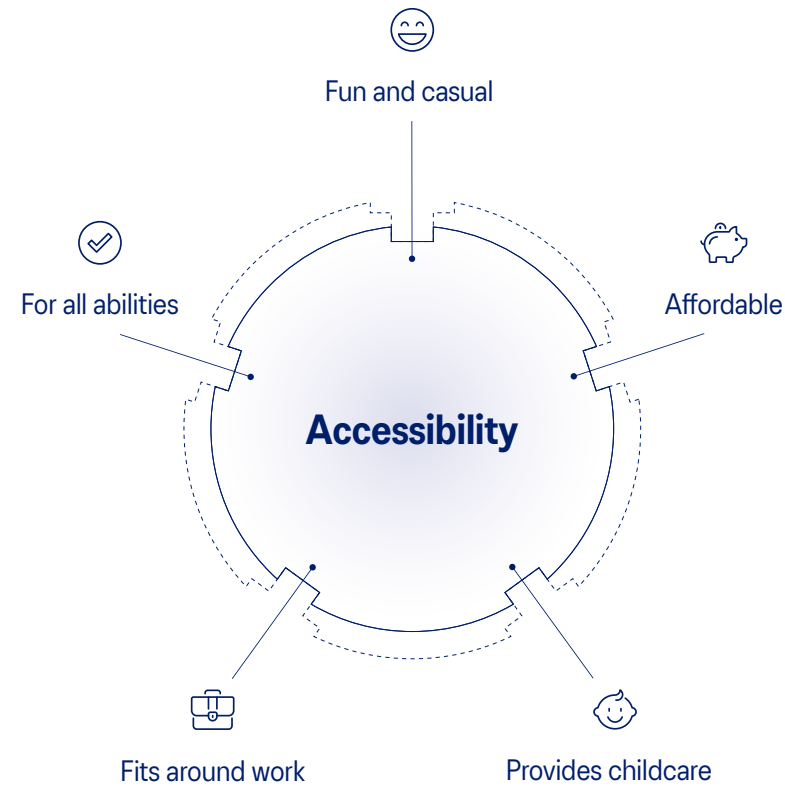 Fun and casual
For all abilities
Affordable
Accessibility
Fits around work
Provides childcare